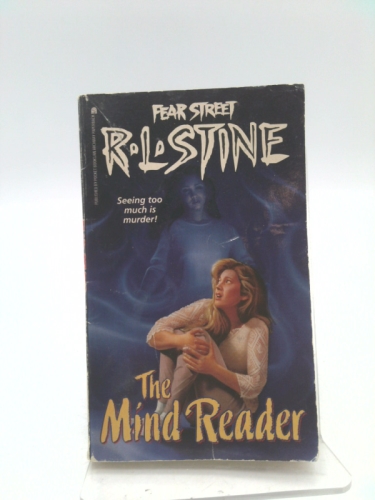 FEAR STREET
R•L•STINE
Seeing too
much is
murder!
The
Mind Reader